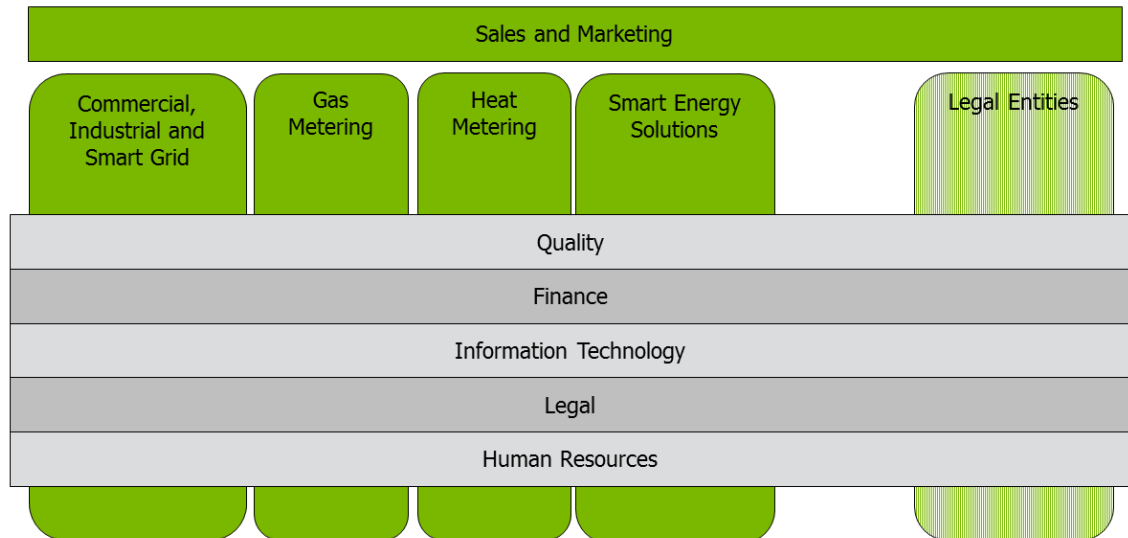 Sales and Marketing
Commercial,
Industrial and
Smart Grid
Gas
Metering
Heat
Metering
Smart Energy
Solutions
Legal Entities
Quality
Finance
Information Technology
Legal
Human Resources